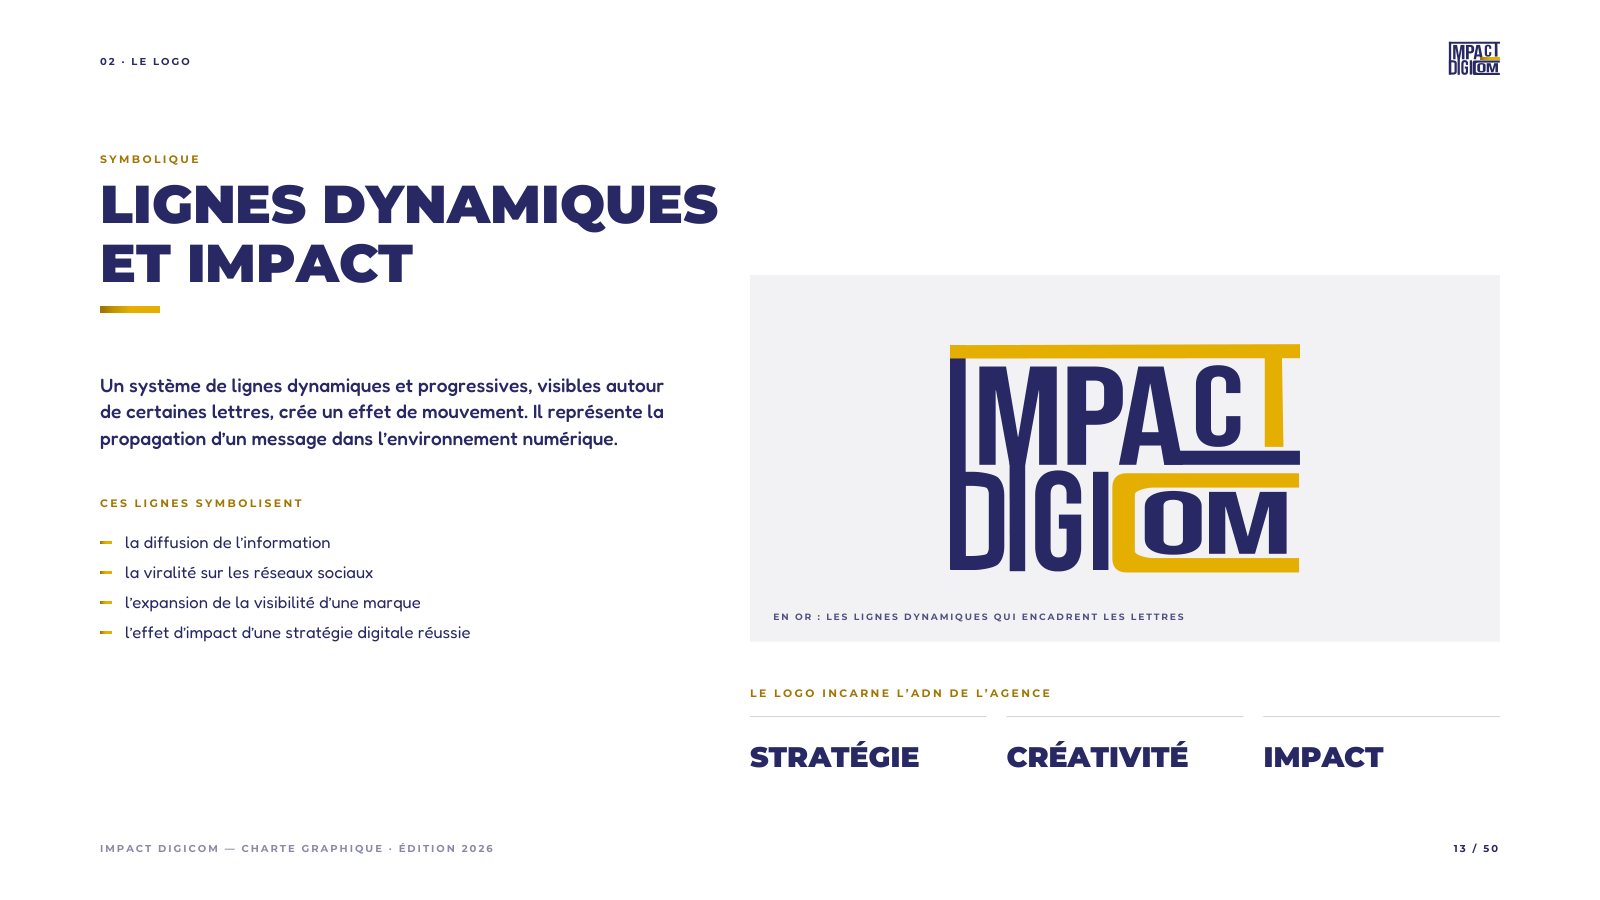 02 · LE LOGO
IMPACT
DIGICOM
SYMBOLIQUE
LIGNES DYNAMIQUES
ET IMPACT
Un système de lignes dynamiques et progressives, visibles autour
de certaines lettres, crée un effet de mouvement. Il représente la
propagation d’un message dans l’environnement numérique.
CES LIGNES SYMBOLISENT
la diffusion de l’information
la viralité sur les réseaux sociaux
l’expansion de la visibilité d’une marque
l’effet d’impact d’une stratégie digitale réussie
IMPACT
DIGICOM
EN OR : LES LIGNES DYNAMIQUES QUI ENCADRENT LES LETTRES
LE LOGO INCARNE L’ADN DE L’AGENCE
STRATÉGIE
CRÉATIVITÉ
IMPACT
IMPACT DIGICOM — CHARTE GRAPHIQUE · ÉDITION 2026
13 / 50